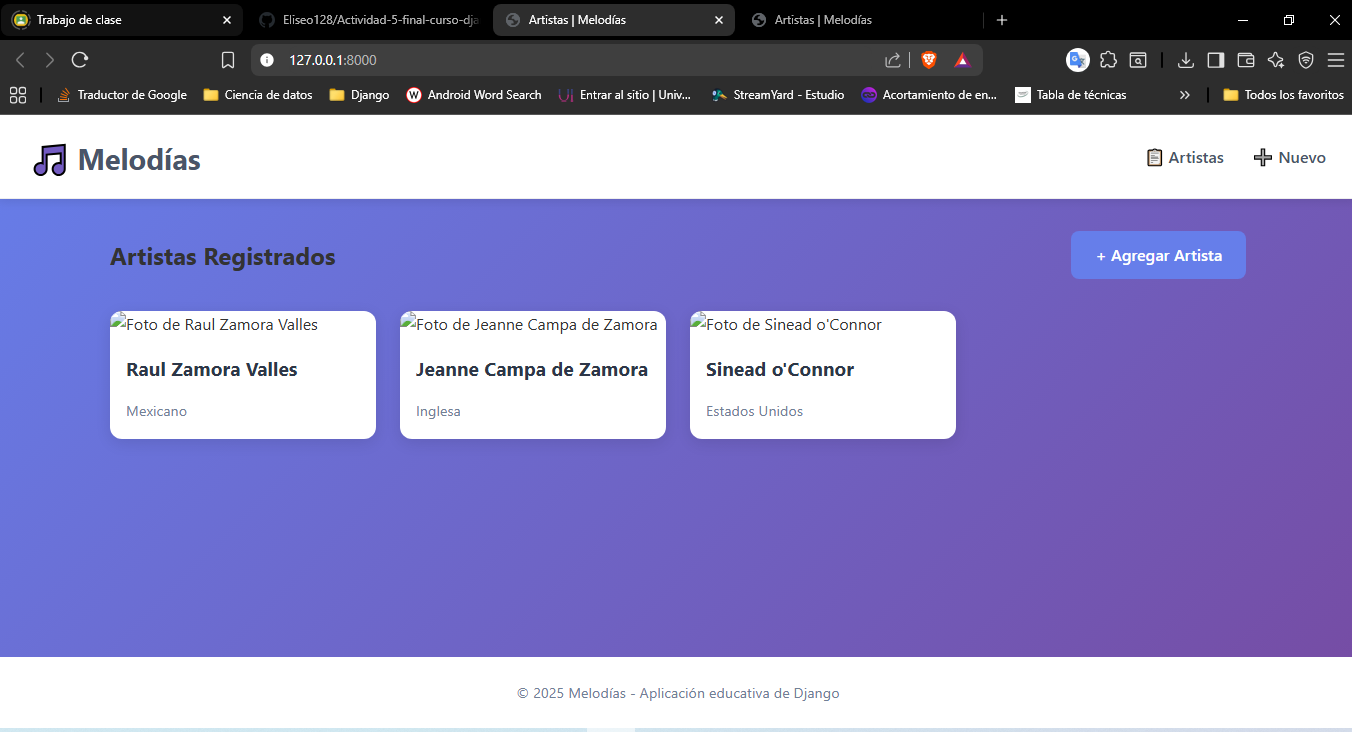 Trabajo de clase
Eliseo128/Actividad-5-final-curso-dja
Artistas | Melodías
Artistas | Melodías
127.0.0.1:8000
Traductor de Google
Ciencia de datos
Django
Android Word Search
Entrar al sitio | Univ...
StreamYard - Estudio
Acortamiento de en...
Tabla de técnicas
Todos los favoritos
Melodías
Artistas
Nuevo
Artistas Registrados
+ Agregar Artista
Foto de Raul Zamora Valles
Raul Zamora Valles
Mexicano
Foto de Jeanne Campa de Zamora
Jeanne Campa de Zamora
Inglesa
Foto de Sinead o'Connor
Sinead o'Connor
Estados Unidos
© 2025 Melodías - Aplicación educativa de Django